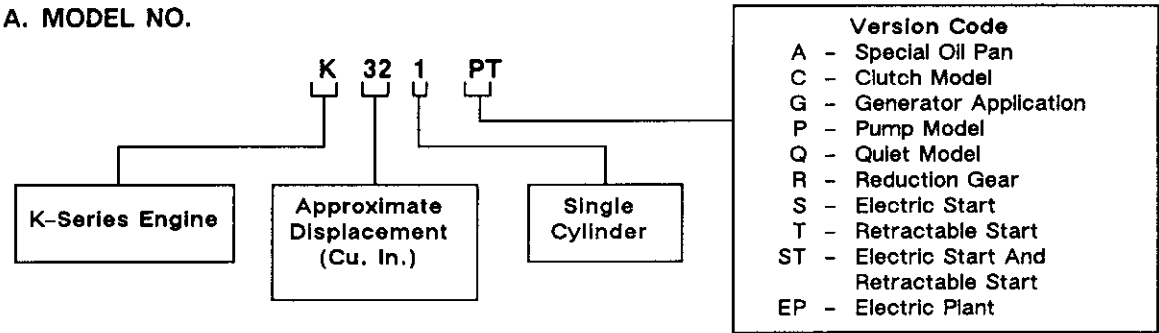 A. MODEL NO.
K 32 1 PT
K-Series Engine
Approximate
Displacement
(Cu. In.)
Single
Cylinder
Version Code
A - Special Oil Pan
C - Clutch Model
G - Generator Application
P - Pump Model
Q - Quiet Model
R - Reduction Gear
S - Electric Start
T - Retractable Start
ST - Electric Start And
Retractable Start
EP - Electric Plant